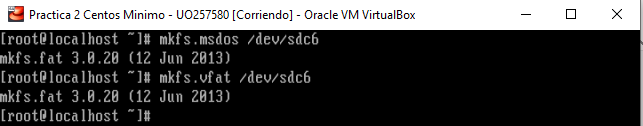 Practica 2 Centos Minimo - UO257580 [Corriendo] - Oracle VM VirtualBox
[root@localhost ~]# mkfs.msdos /dev/sdc6
mkfs.fat 3.0.20 (12 Jun 2013)
[root@localhost ~]# mkfs.vfat /dev/sdc6
mkfs.fat 3.0.20 (12 Jun 2013)
[root@localhost ~]#